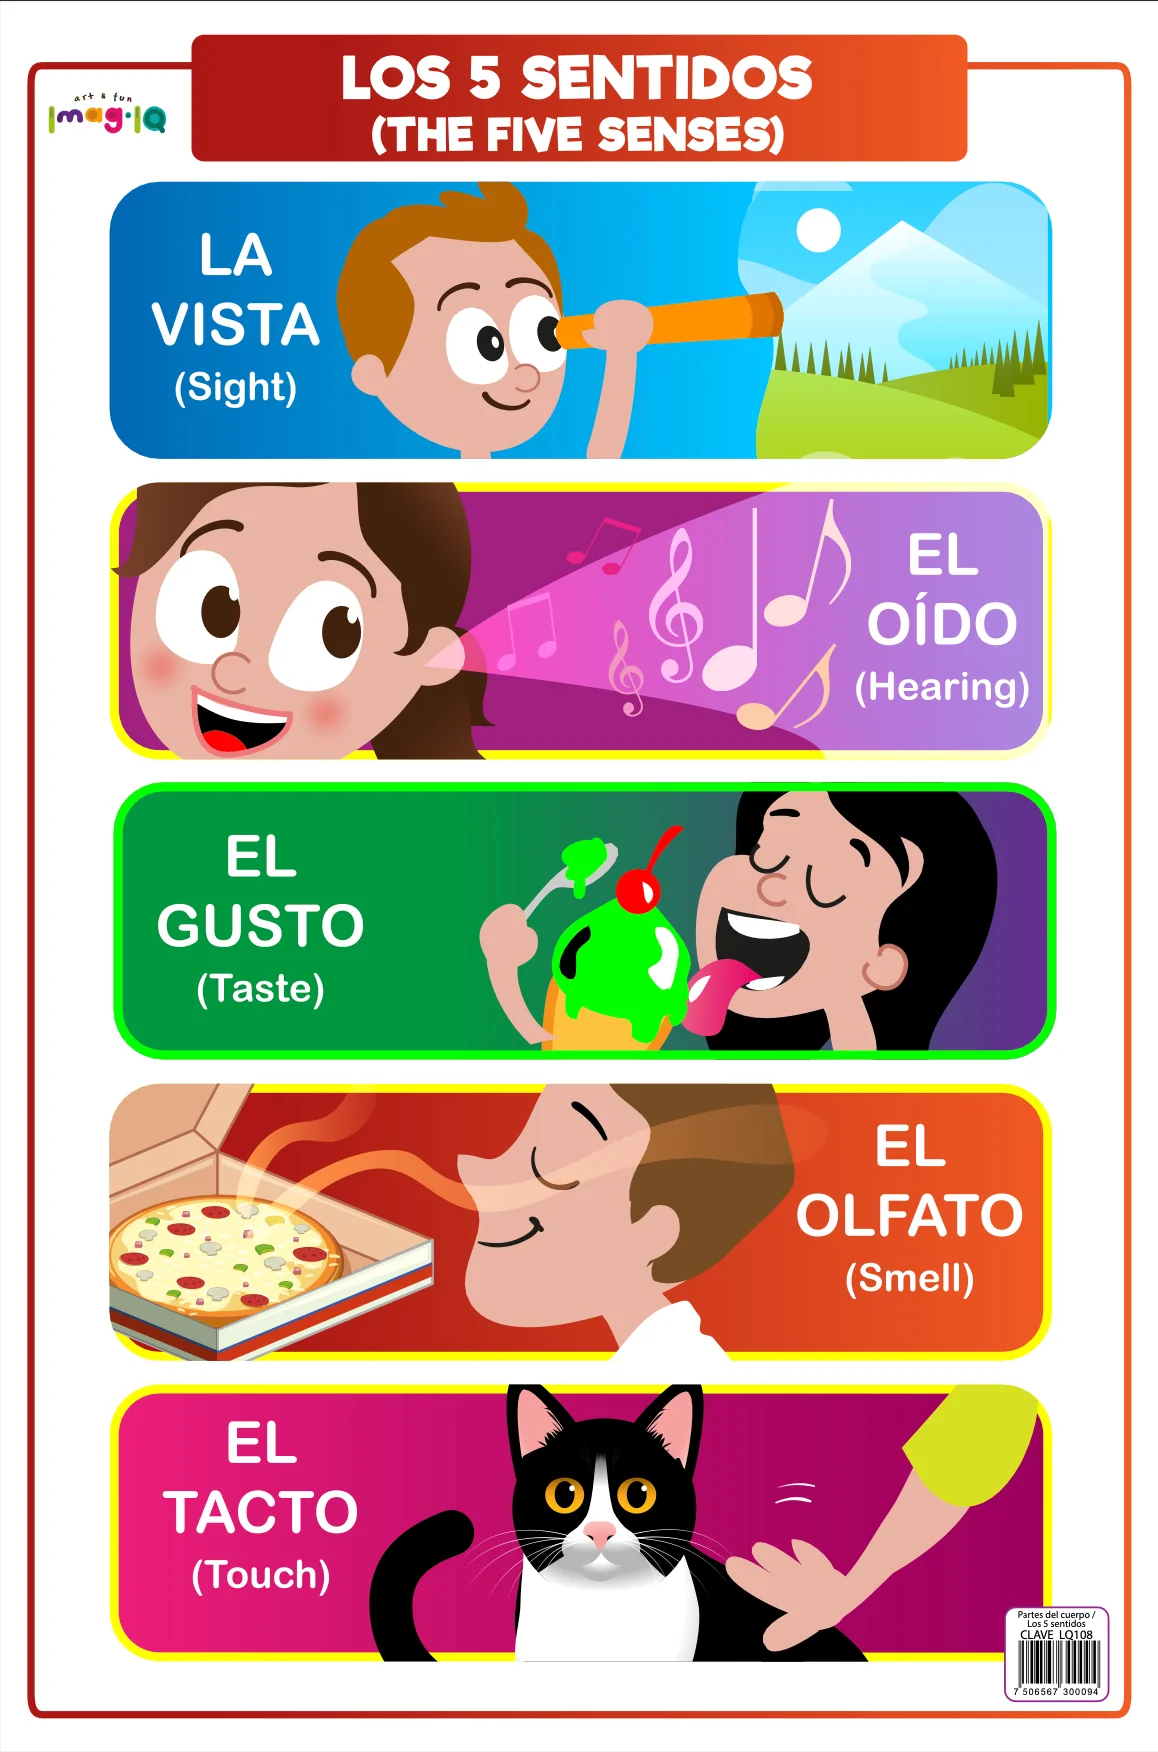 art & fun
imag·IQ
LOS 5 SENTIDOS
(THE FIVE SENSES)
LA
VISTA
(Sight)
EL
OÍDO
(Hearing)
EL
GUSTO
(Taste)
EL
OLFATO
(Smell)
EL
TACTO
(Touch)
Partes del cuerpo /
Los 5 sentidos
CLAVE LQ108
7 506567 300094